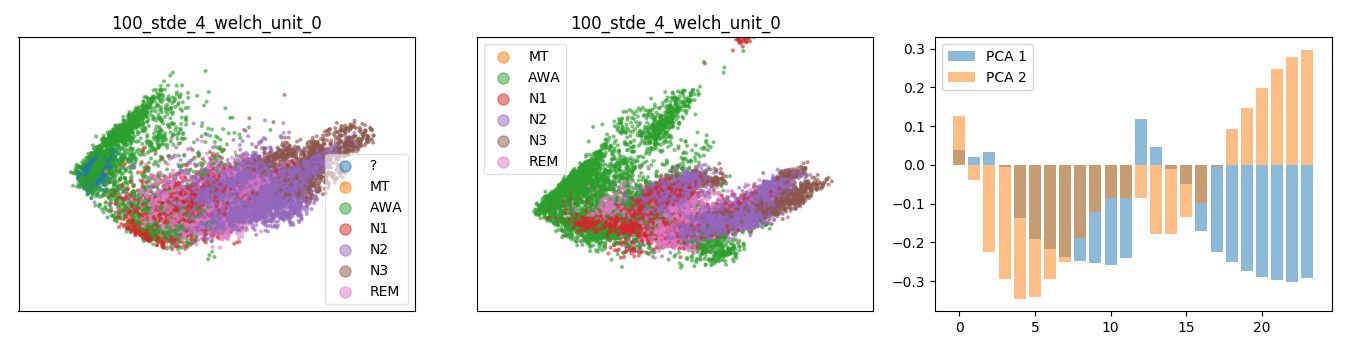 100_stde_4_welch_unit_0
?
MT
AWA
N1
N2
N3
REM
100_stde_4_welch_unit_0
MT
AWA
N1
N2
N3
REM
PCA 1
PCA 2
0.3
0.2
0.1
0.0
−0.1
−0.2
−0.3
0
5
10
15
20